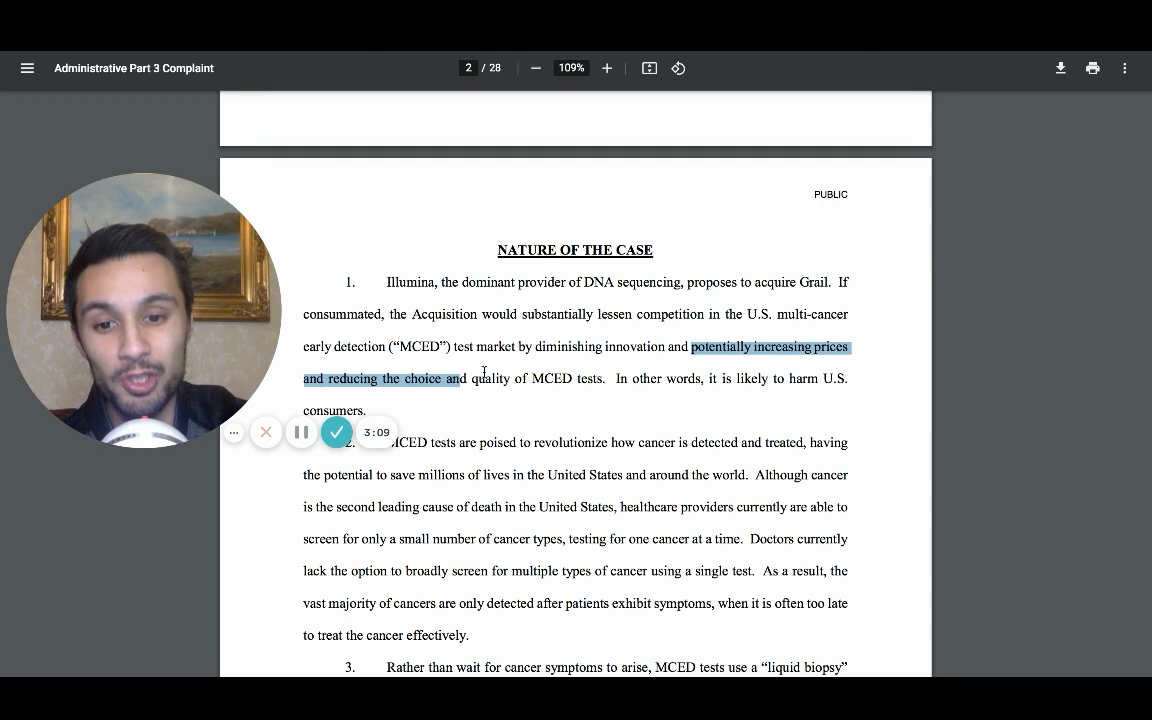 Administrative Part 3 Complaint
2 / 28
109%
PUBLIC
NATURE OF THE CASE
1. Illumina, the dominant provider of DNA sequencing, proposes to acquire Grail. If
consummated, the Acquisition would substantially lessen competition in the U.S. multi-cancer
early detection (“MCED”) test market by diminishing innovation and potentially increasing prices
and reducing the choice and quality of MCED tests. In other words, it is likely to harm U.S.
consumers.
3:09
2. MCED tests are poised to revolutionize how cancer is detected and treated, having
the potential to save millions of lives in the United States and around the world. Although cancer
is the second leading cause of death in the United States, healthcare providers currently are able to
screen for only a small number of cancer types, testing for one cancer at a time. Doctors currently
lack the option to broadly screen for multiple types of cancer using a single test. As a result, the
vast majority of cancers are only detected after patients exhibit symptoms, when it is often too late
to treat the cancer effectively.
3. Rather than wait for cancer symptoms to arise, MCED tests use a “liquid biopsy”